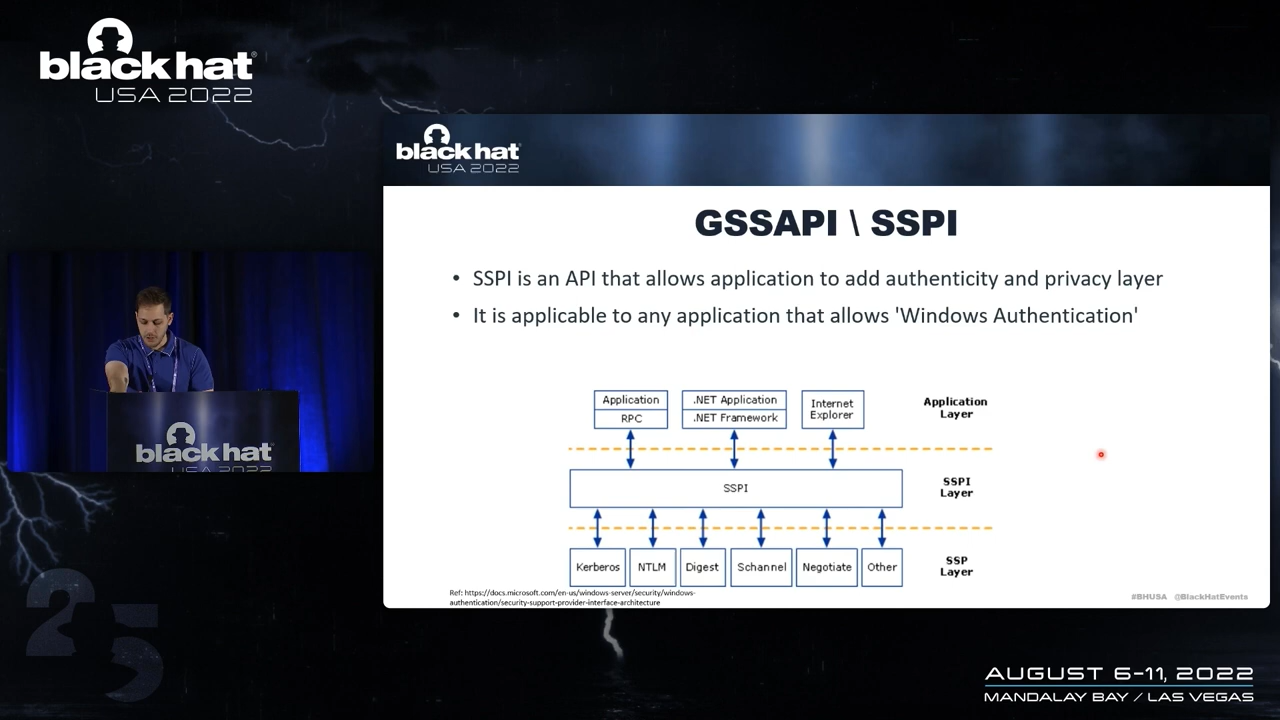 black hat®
USA 2022
black hat®
USA 2022
GSSAPI \ SSPI
• SSPI is an API that allows application to add authenticity and privacy layer
• It is applicable to any application that allows 'Windows Authentication'
Application
RPC
.NET Application
.NET Framework
Internet
Explorer
Application
Layer
SSPI
SSPI
Layer
Kerberos
NTLM
Digest
Schannel
Negotiate
Other
SSP
Layer
Ref: https://docs.microsoft.com/en-us/windows-server/security/windows-
authentication/security-support-provider-interface-architecture
#BHUSA @BlackHatEvents
black hat
USA 2022
25
AUGUST 6-11, 2022
MANDALAY BAY / LAS VEGAS